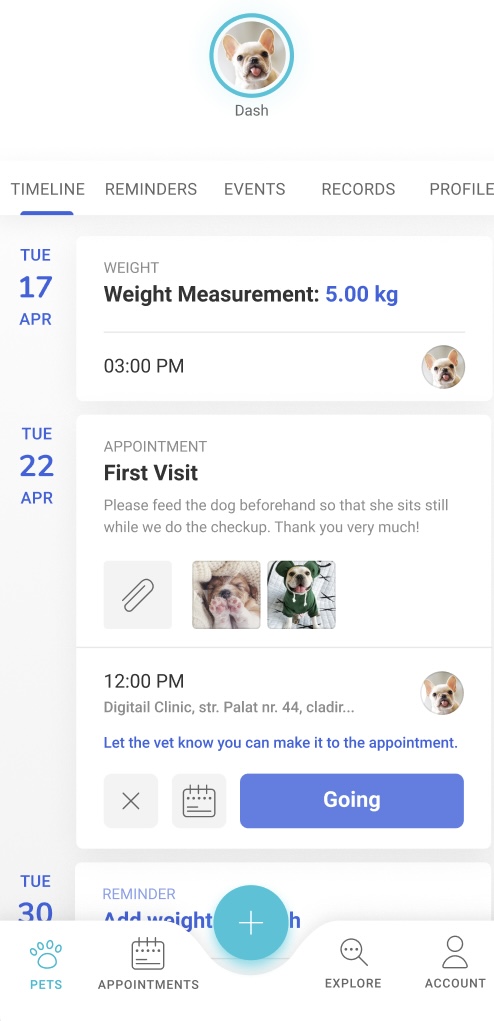 Dash
TIMELINE REMINDERS EVENTS RECORDS PROFILE
TUE
17
APR
WEIGHT
Weight Measurement: 5.00 kg
03:00 PM
TUE
22
APR
APPOINTMENT
First Visit
Please feed the dog beforehand so that she sits still
while we do the checkup. Thank you very much!
12:00 PM
Digitail Clinic, str. Palat nr. 44, cladir...
Let the vet know you can make it to the appointment.
Going
TUE
30
REMINDER
Add weight
PETS APPOINTMENTS EXPLORE ACCOUNT